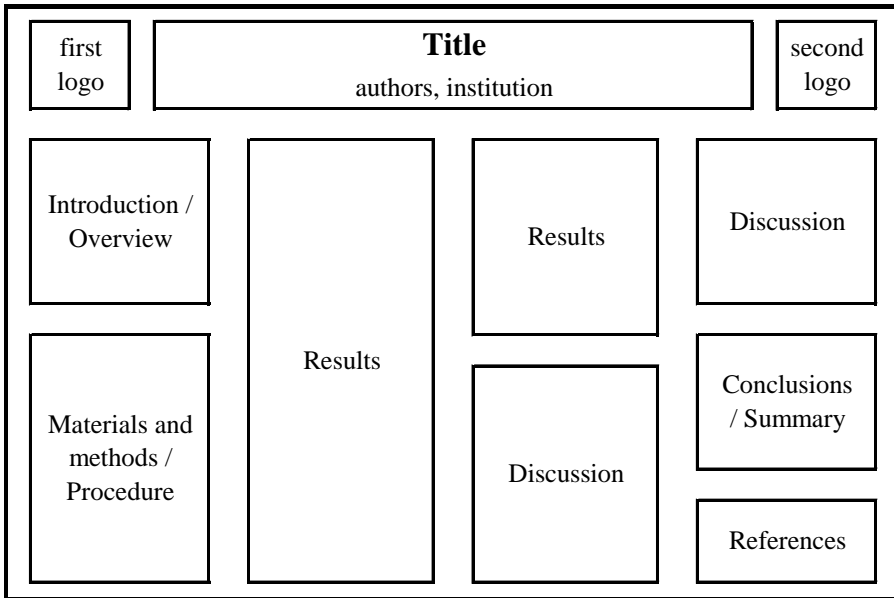 first
logo
Title
authors, institution
second
logo
Introduction /
Overview
Materials and
methods /
Procedure
Results
Results
Discussion
Discussion
Conclusions
/ Summary
References